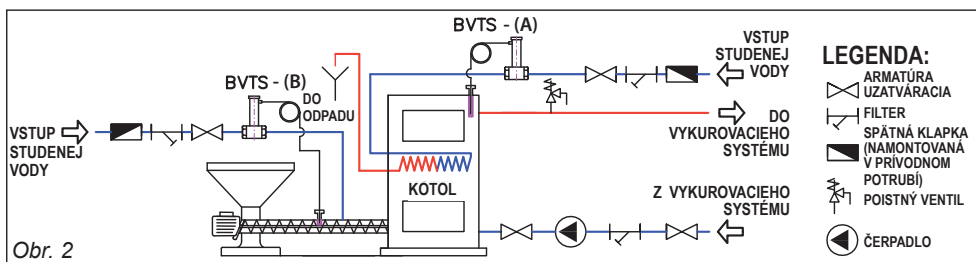 BVTS - (A)
VSTUP
STUDENEJ
VODY
BVTS - (B)
DO
ODPADU
VSTUP
STUDENEJ
VODY
DO
VYKUROVACIEHO
SYSTÉMU
KOTOL
Z VYKUROVACIEHO
SYSTÉMU
Obr. 2
LEGENDA:
ARMATÚRA
UZATVÁRACIA
FILTER
SPÄTNÁ KLAPKA
(NAMONTOVANÁ
V PRÍVODNOM
POTRUBÍ)
POISTNÝ VENTIL
ČERPADLO